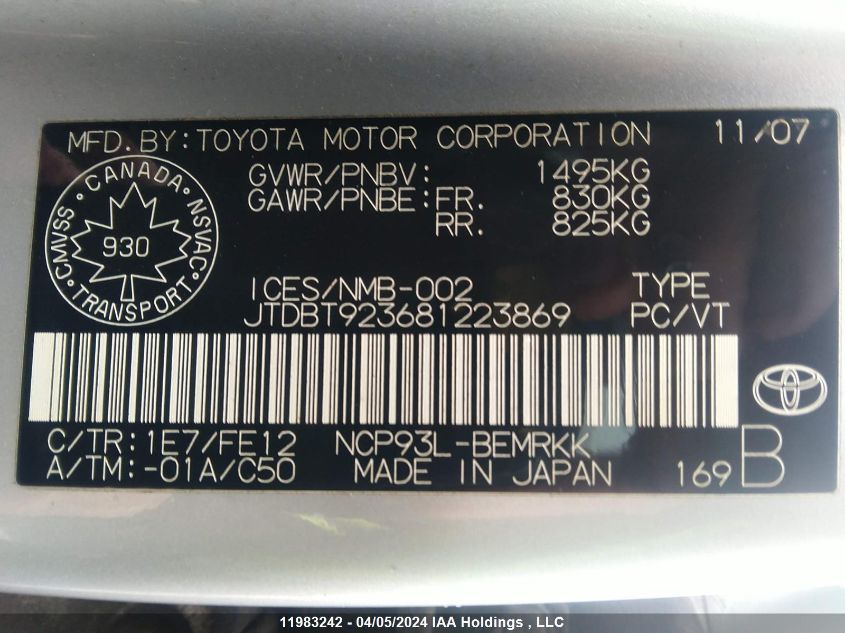 MFD. BY: TOYOTA MOTOR CORPORATION 11/07
GVWR/PNBV: 1495KG
GAWR/PNBE: FR. 830KG
RR. 825KG
CANADA
CMVSS · NSVAC
930
TRANSPORT
ICES/NMB-002 TYPE
JTDBT923681223869 PC/VT
C/TR: 1E7/FE12 NCP93L-BEMRKK
A/TM: -01A/C50 MADE IN JAPAN 169 B
11983242 - 04/05/2024 IAA Holdings , LLC